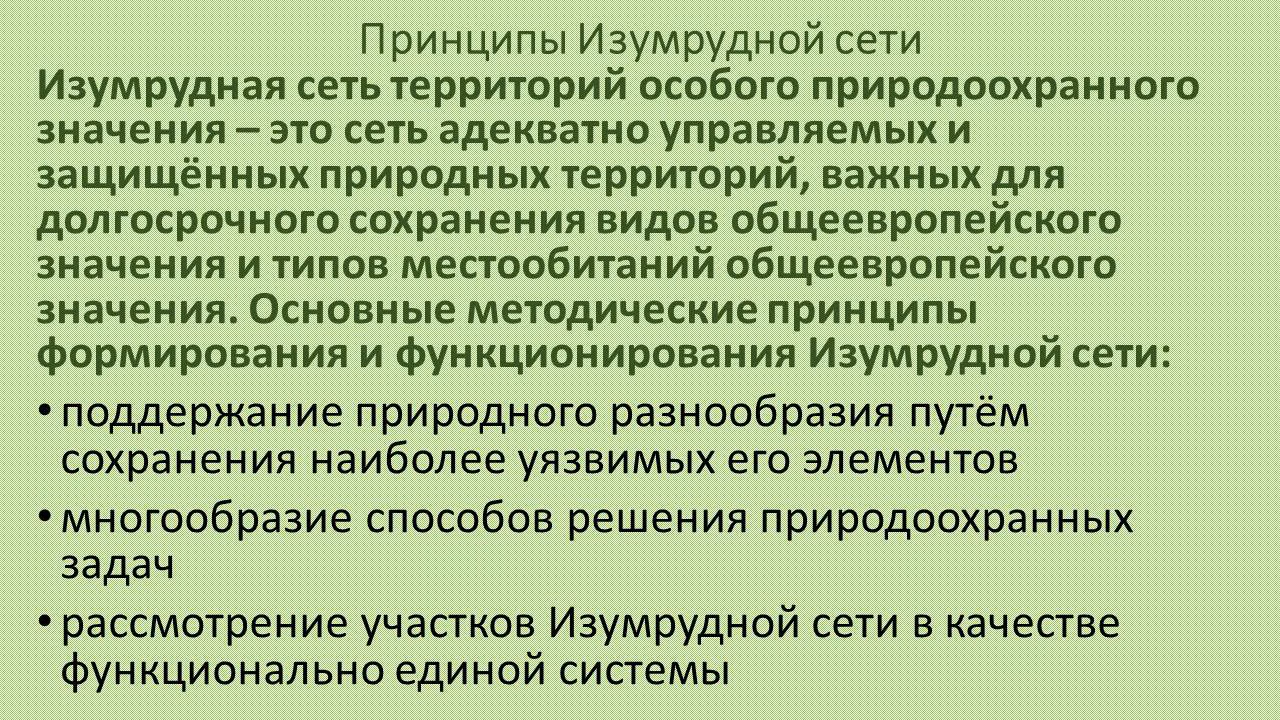 Принципы Изумрудной сети
Изумрудная сеть территорий особого природоохранного
значения – это сеть адекватно управляемых и
защищённых природных территорий, важных для
долгосрочного сохранения видов общеевропейского
значения и типов местообитаний общеевропейского
значения. Основные методические принципы
формирования и функционирования Изумрудной сети:
• поддержание природного разнообразия путём
сохранения наиболее уязвимых его элементов
• многообразие способов решения природоохранных
задач
• рассмотрение участков Изумрудной сети в качестве
функционально единой системы